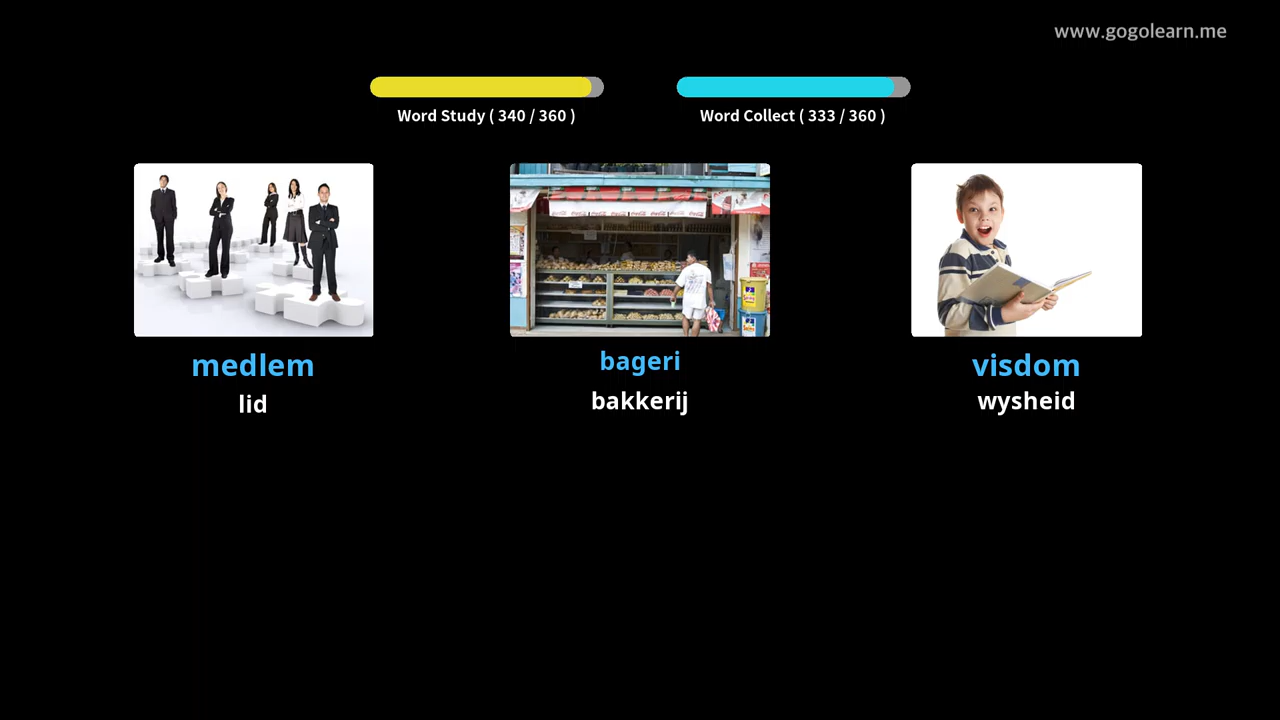 www.gogolearn.me
Word Study ( 340 / 360 )
Word Collect ( 333 / 360 )
medlem
lid
bageri
bakkerij
visdom
wysheid